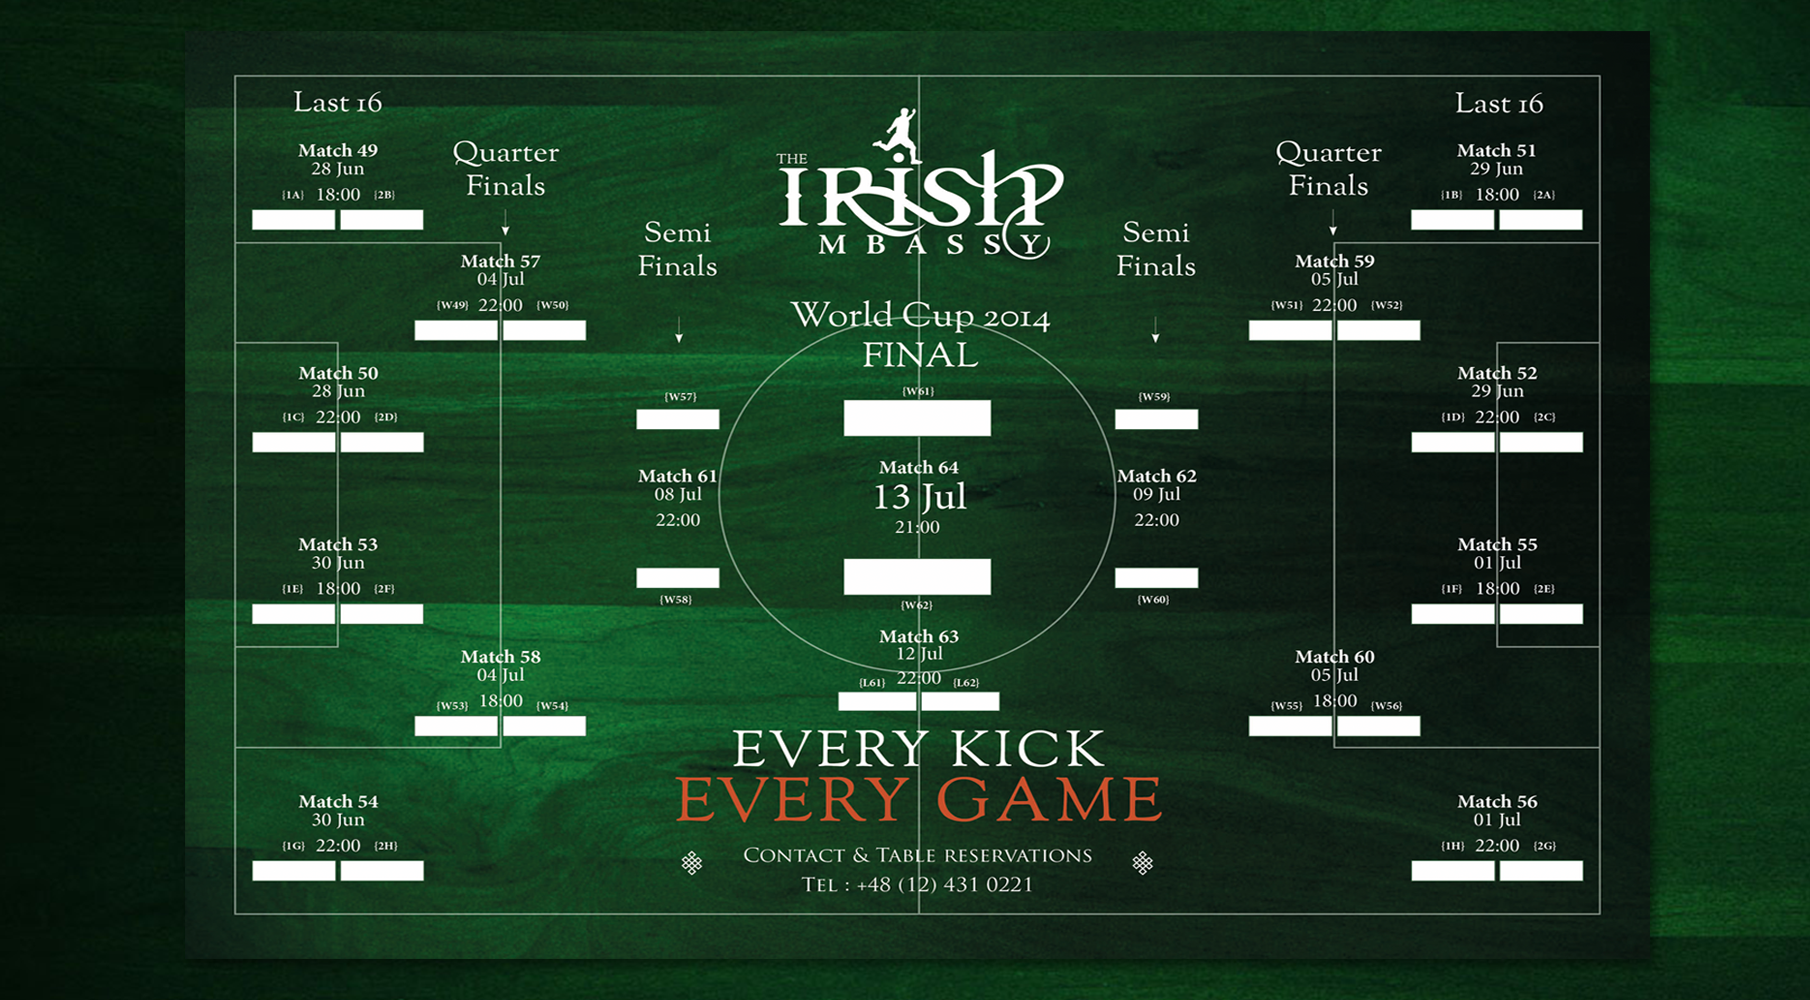 Last 16
Match 49
28 Jun
{1A} 18:00 {2B}
Quarter
Finals
Match 57
04 Jul
{W49} 22:00 {W50}
Match 50
28 Jun
{1C} 22:00 {2D}
Match 53
30 Jun
{1E} 18:00 {2F}
Match 58
04 Jul
{W53} 18:00 {W54}
Match 54
30 Jun
{1G} 22:00 {2H}
Semi
Finals
{W57}
Match 61
08 Jul
22:00
{W58}
THE
IRiSH
MBASSY
World Cup 2014
FINAL
{W61}
Match 64
13 Jul
21:00
{W62}
Match 63
12 Jul
{L61} 22:00 {L62}
EVERY KICK
EVERY GAME
CONTACT & TABLE RESERVATIONS
TEL : +48 (12) 431 0221
Semi
Finals
{W59}
Match 62
09 Jul
22:00
{W60}
Quarter
Finals
Match 59
05 Jul
{W51} 22:00 {W52}
Match 60
05 Jul
{W55} 18:00 {W56}
Last 16
Match 51
29 Jun
{1B} 18:00 {2A}
Match 52
29 Jun
{1D} 22:00 {2C}
Match 55
01 Jul
{1F} 18:00 {2E}
Match 56
01 Jul
{1H} 22:00 {2G}